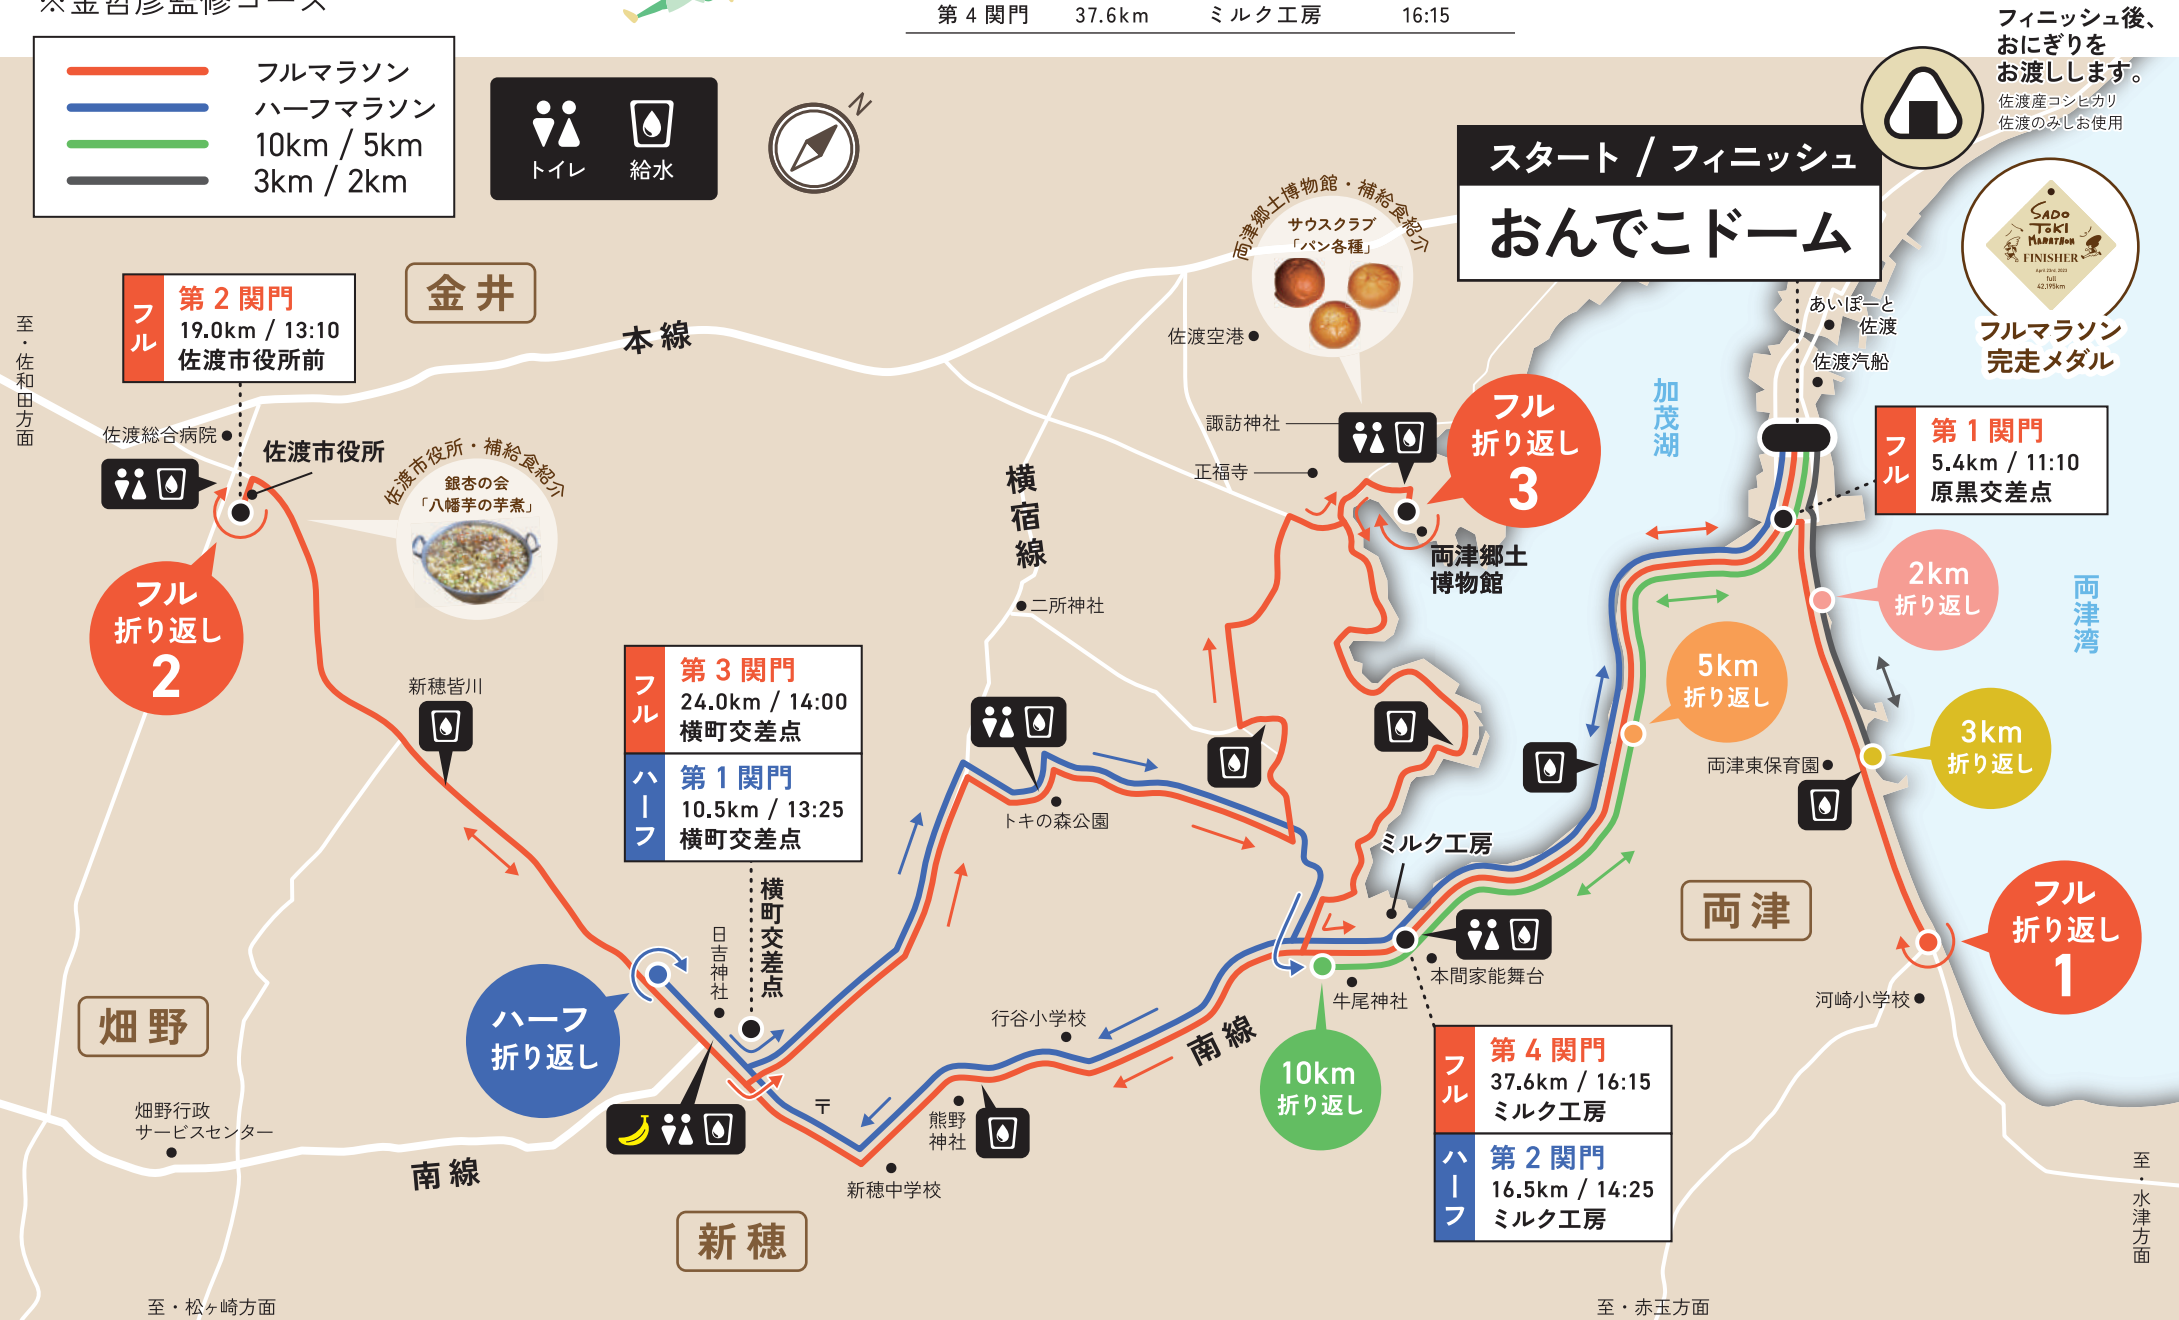 ※金哲彦監修コース
第4関門 37.6km ミルク工房 16:15
フルマラソン
ハーフマラソン
10km / 5km
3km / 2km
トイレ 給水
N
フィニッシュ後、
おにぎりを
お渡しします。
佐渡産コシヒカリ
佐渡のみしお使用
スタート / フィニッシュ
おんでこドーム
SADO
TOKI
MARATHON
FINISHER
April 23rd, 2023
full
42.195km
フルマラソン
完走メダル
両津郷土博物館・補給食紹介
サウスクラブ
「パン各種」
金井
フル
第2関門
19.0km / 13:10
佐渡市役所前
至・佐和田方面
本線
佐渡空港
あいぽーと
佐渡
佐渡汽船
加茂湖
諏訪神社
正福寺
フル
折り返し
3
両津郷土
博物館
フル
第1関門
5.4km / 11:10
原黒交差点
佐渡総合病院
佐渡市役所
佐渡市役所・補給食紹介
銀杏の会
「八幡芋の芋煮」
横宿線
二所神社
2km
折り返し
両津湾
フル
折り返し
2
新穂皆川
フル
第3関門
24.0km / 14:00
横町交差点
ハーフ
第1関門
10.5km / 13:25
横町交差点
5km
折り返し
3km
折り返し
両津東保育園
トキの森公園
ミルク工房
両津
フル
折り返し
1
河崎小学校
横町交差点
日吉神社
本間家能舞台
牛尾神社
ハーフ
折り返し
畑野
行谷小学校
南線
10km
折り返し
フル
第4関門
37.6km / 16:15
ミルク工房
ハーフ
第2関門
16.5km / 14:25
ミルク工房
畑野行政
サービスセンター
〒
熊野
神社
南線
新穂中学校
新穂
至・水津方面
至・松ヶ崎方面
至・赤玉方面